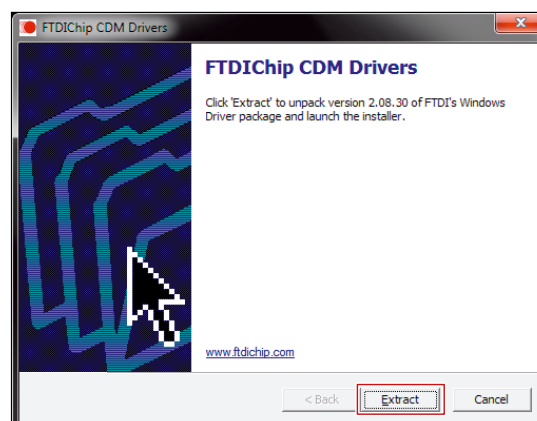 FTDIChip CDM Drivers
FTDIChip CDM Drivers
Click 'Extract' to unpack version 2.08.30 of FTDI's Windows
Driver package and launch the installer.
www.ftdichip.com
< Back Extract Cancel